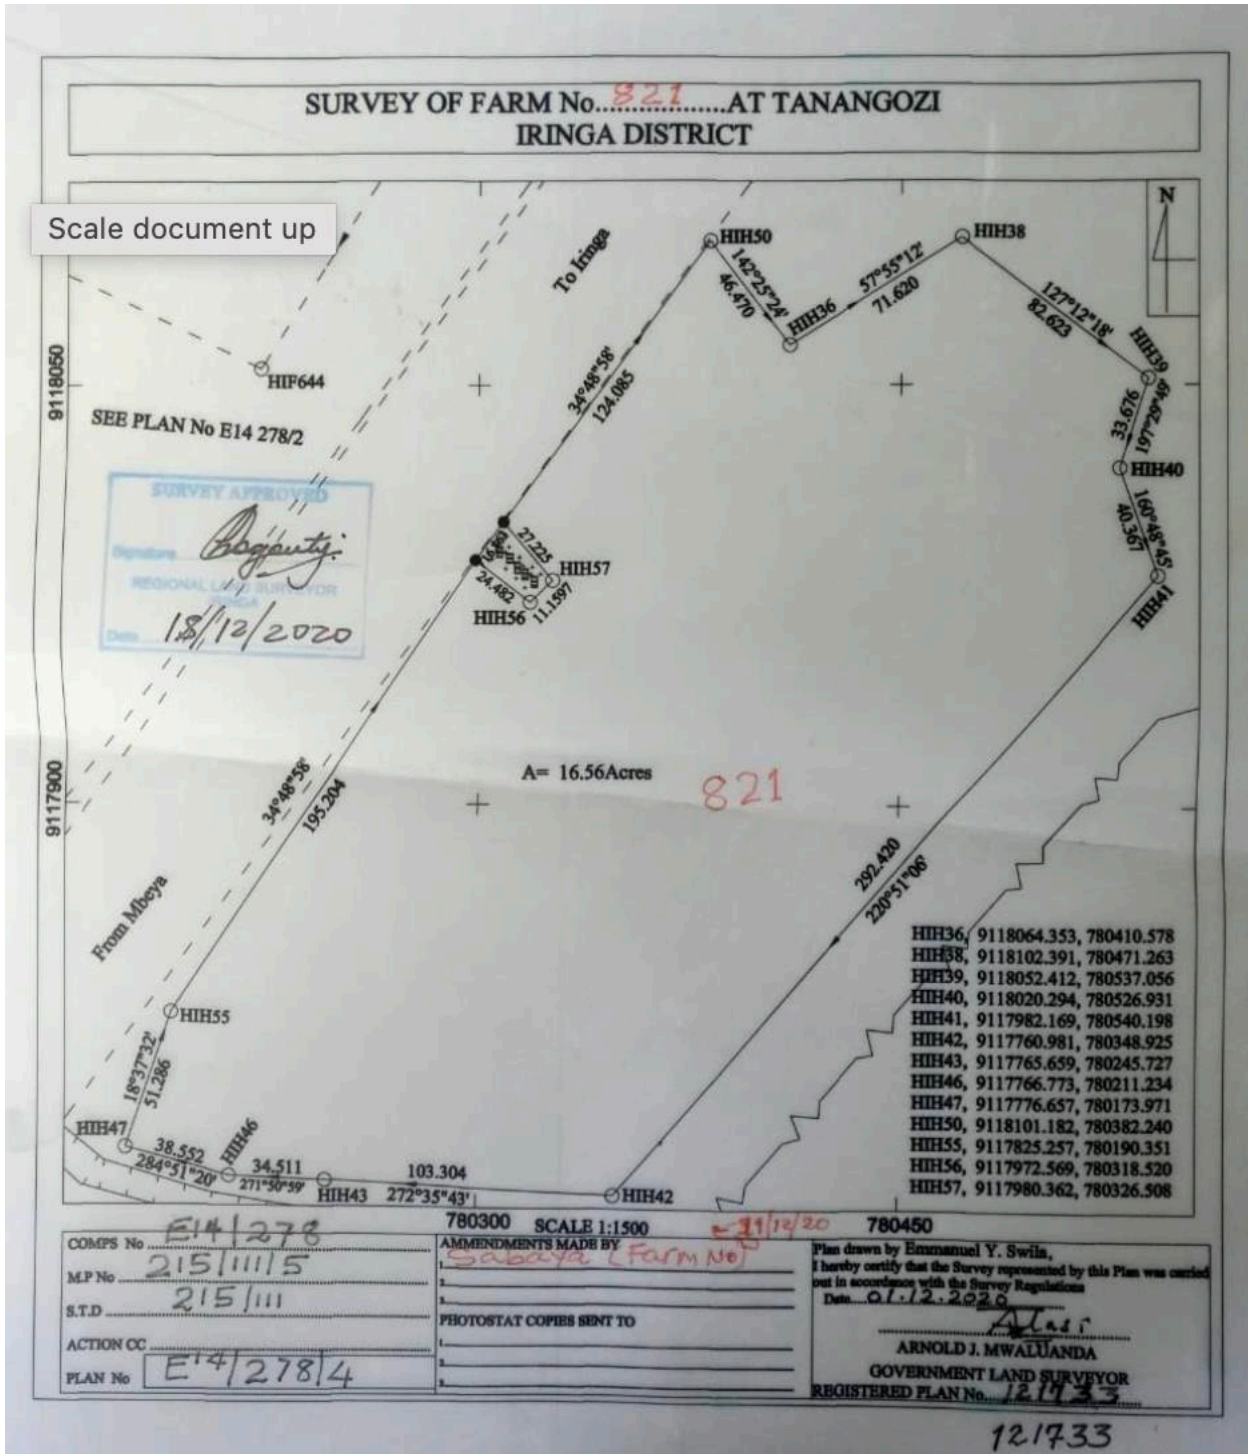 SURVEY OF FARM No. 821 AT TANANGOZI
IRINGA DISTRICT
Scale document up
N
HIH50
HIH38
To Iringa
142°25"24'
46.470
HIH36
57°55"12'
71.620
127°12"18'
82.623
HIH39
9118050
HIF644
34°48"58'
124.085
33.676
197°29"49'
SEE PLAN No E14 278/2
HIH40
SURVEY APPROVED
160°48"45'
40.367
Signature
27.225
HIH57
REGIONAL LAND SURVEYOR
IRINGA
24.482
HIH56
11.1597
HIH41
Date 18/12/2020
A= 16.56Acres
821
9117900
34°48"58'
195.204
292.420
220°51"06'
From Mbeya
HIH36, 9118064.353, 780410.578
HIH38, 9118102.391, 780471.263
HIH39, 9118052.412, 780537.056
HIH40, 9118020.294, 780526.931
HIH41, 9117982.169, 780540.198
HIH42, 9117760.981, 780348.925
HIH43, 9117765.659, 780245.727
HIH46, 9117766.773, 780211.234
HIH47, 9117776.657, 780173.971
HIH50, 9118101.182, 780382.240
HIH55, 9117825.257, 780190.351
HIH56, 9117972.569, 780318.520
HIH57, 9117980.362, 780326.508
HIH55
18°37"32'
51.286
HIH47
38.552
284°51"20'
HIH46
34.511
271°50"59'
HIH43
103.304
272°35"43'
HIH42
780300
SCALE 1:1500
780450
COMPS No E14/278
M.P No 215/111/5
S.T.D 215/111
ACTION CC
PLAN No E14/278/4
/12/20
AMMENDMENTS MADE BY
1. Sabaya (Farm No)
2.
3.
PHOTOSTAT COPIES SENT TO
1.
2.
3.
Plan drawn by Emmanuel Y. Swila,
I hereby certify that the Survey represented by this Plan was carried
out in accordance with the Survey Regulations
Date 01.12.2020
ARNOLD J. MWALUANDA
GOVERNMENT LAND SURVEYOR
REGISTERED PLAN No. 121733
121733